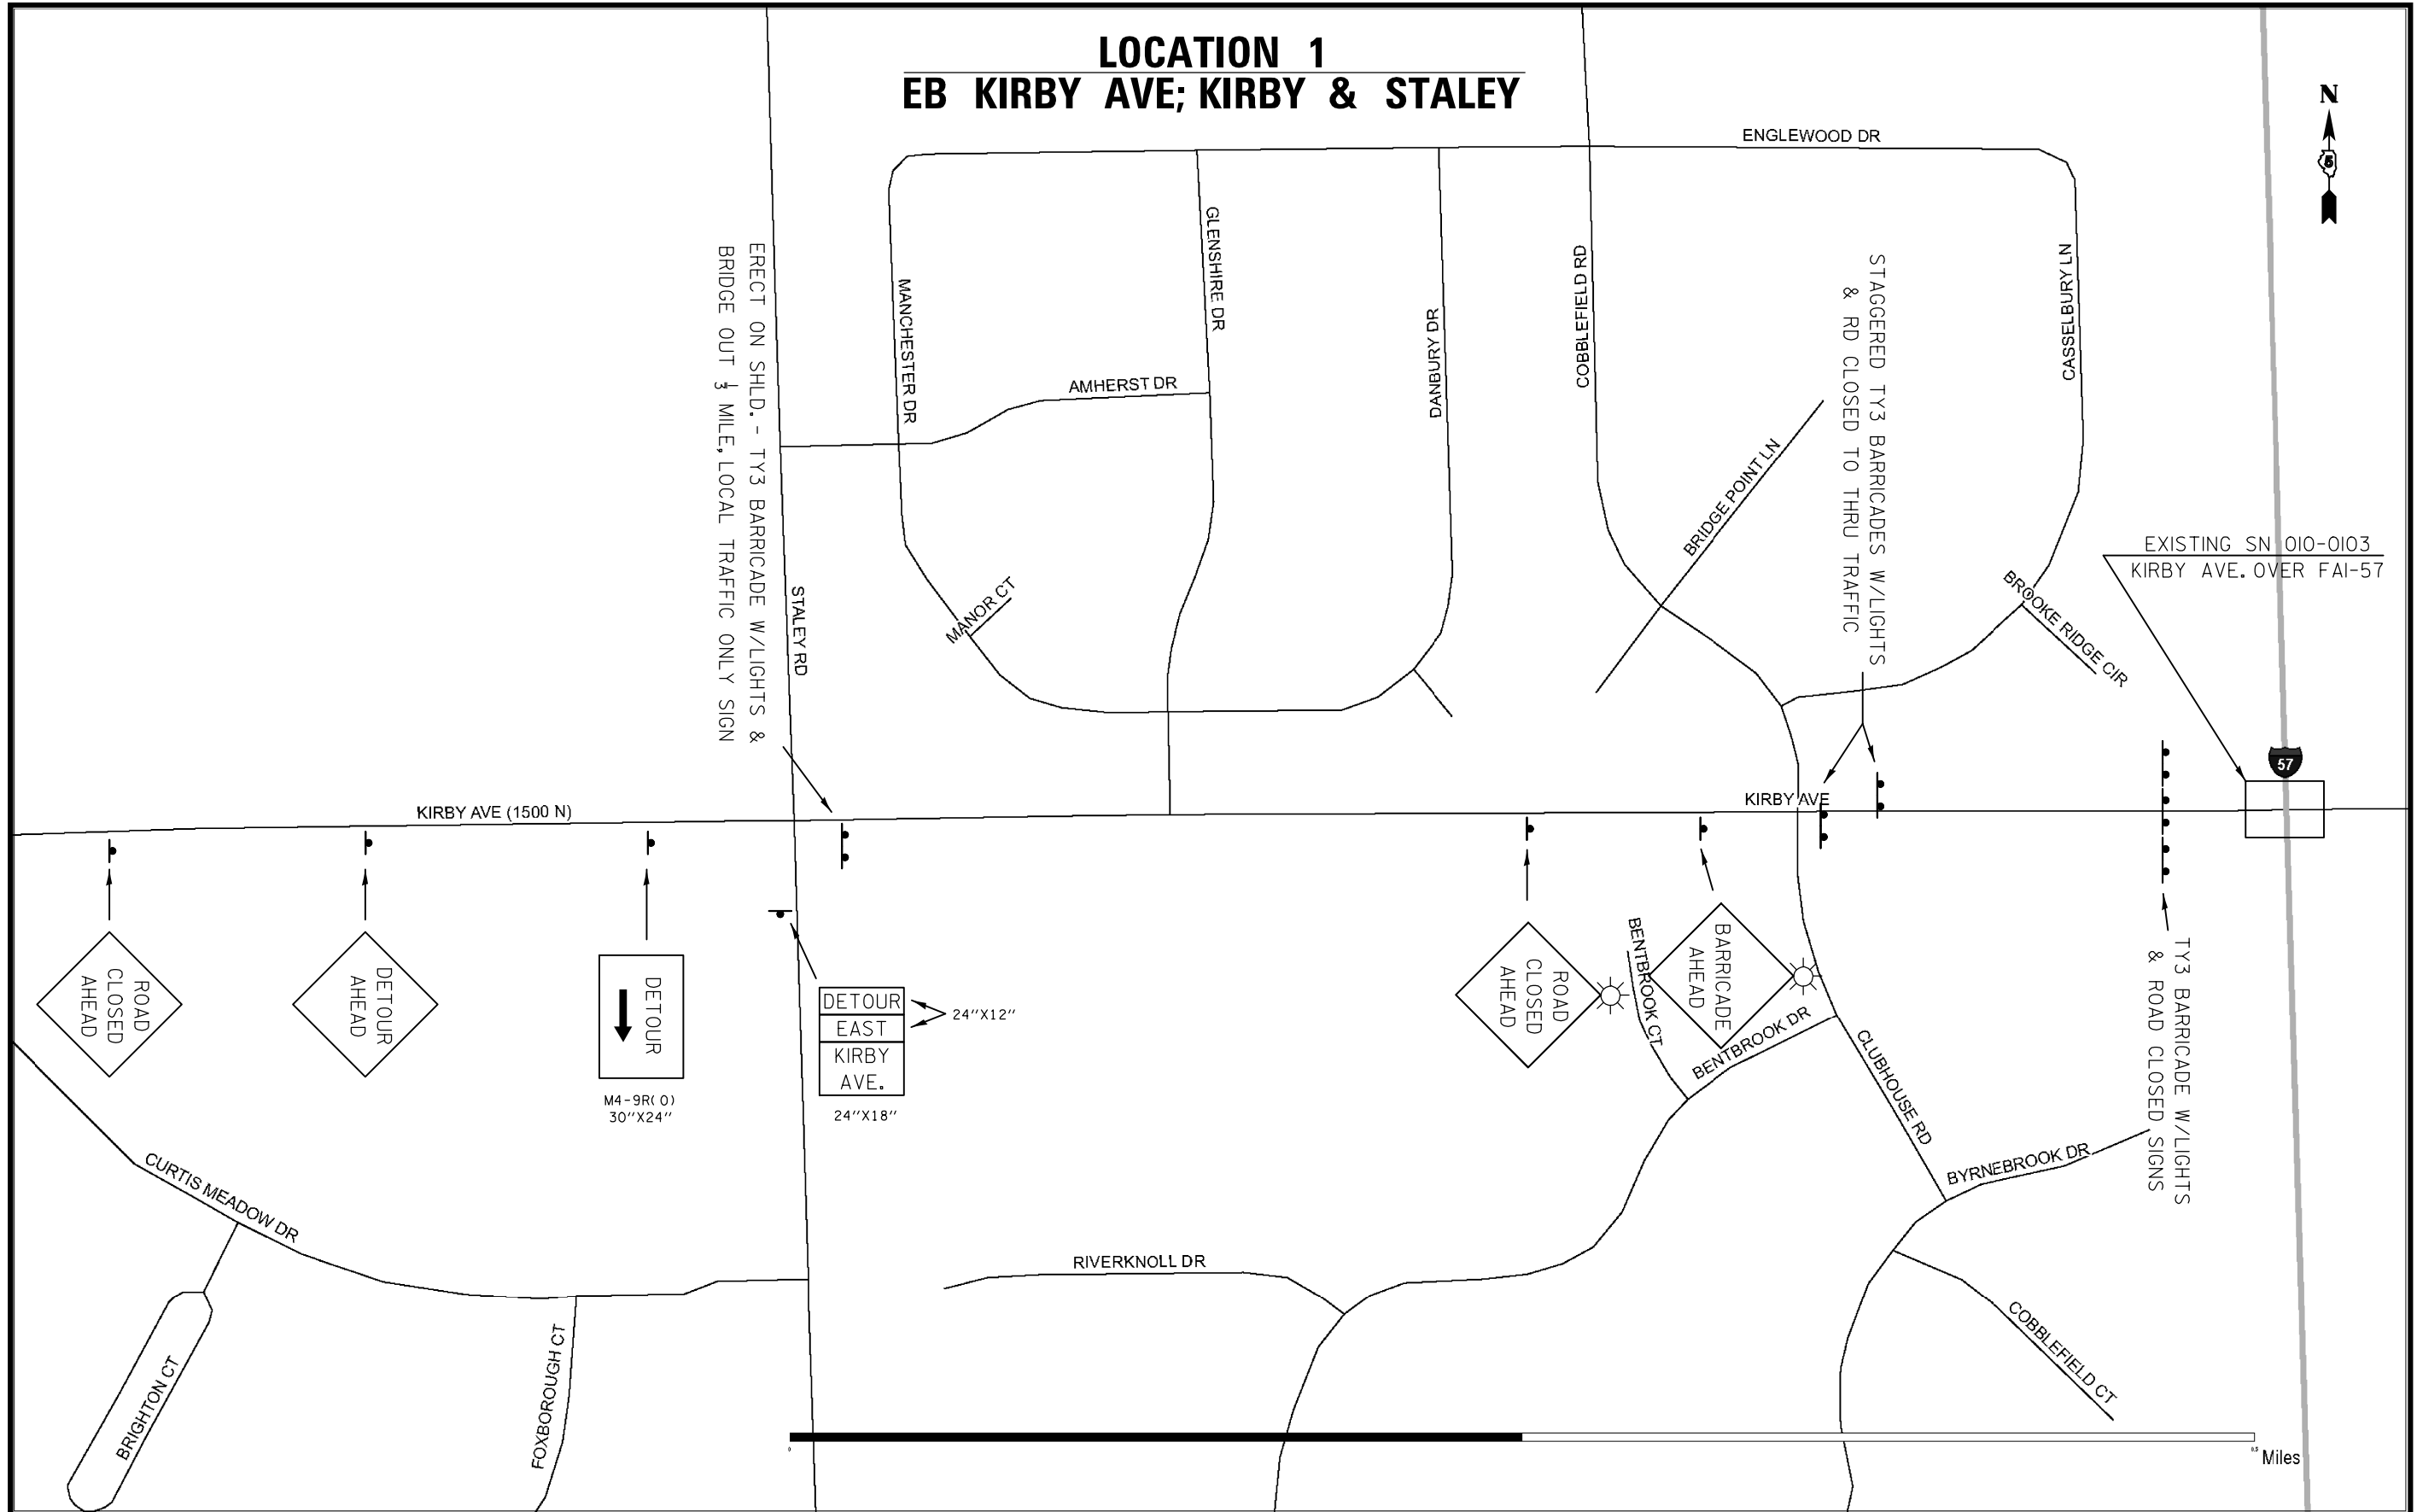 LOCATION 1
EB KIRBY AVE; KIRBY & STALEY
N
5
ENGLEWOOD DR
GLENSHIRE DR
MANCHESTER DR
DANBURY DR
COBBLEFIELD RD
CASSELBURY LN
AMHERST DR
ERECT ON SHLD. - TY3 BARRICADE W/LIGHTS &
BRIDGE OUT 1/3 MILE, LOCAL TRAFFIC ONLY SIGN
STAGGERED TY3 BARRICADES W/LIGHTS
& RD CLOSED TO THRU TRAFFIC
BRIDGE POINT LN
EXISTING SN 010-0103
KIRBY AVE. OVER FAI-57
MANOR CT
STALEY RD
BROOKE RIDGE CIR
57
KIRBY AVE (1500 N)
KIRBY AVE
ROAD
CLOSED
AHEAD
DETOUR
AHEAD
DETOUR
M4-9R(O)
30"X24"
DETOUR
EAST
KIRBY
AVE.
24"X12"
24"X18"
ROAD
CLOSED
AHEAD
BENTBROOK CT
BARRICADE
AHEAD
BENTBROOK DR
CLUBHOUSE RD
TY3 BARRICADE W/LIGHTS
& ROAD CLOSED SIGNS
BYRNEBROOK DR
CURTIS MEADOW DR
RIVERKNOLL DR
COBBLEFIELD CT
BRIGHTON CT
FOXBOROUGH CT
0
0.5
Miles